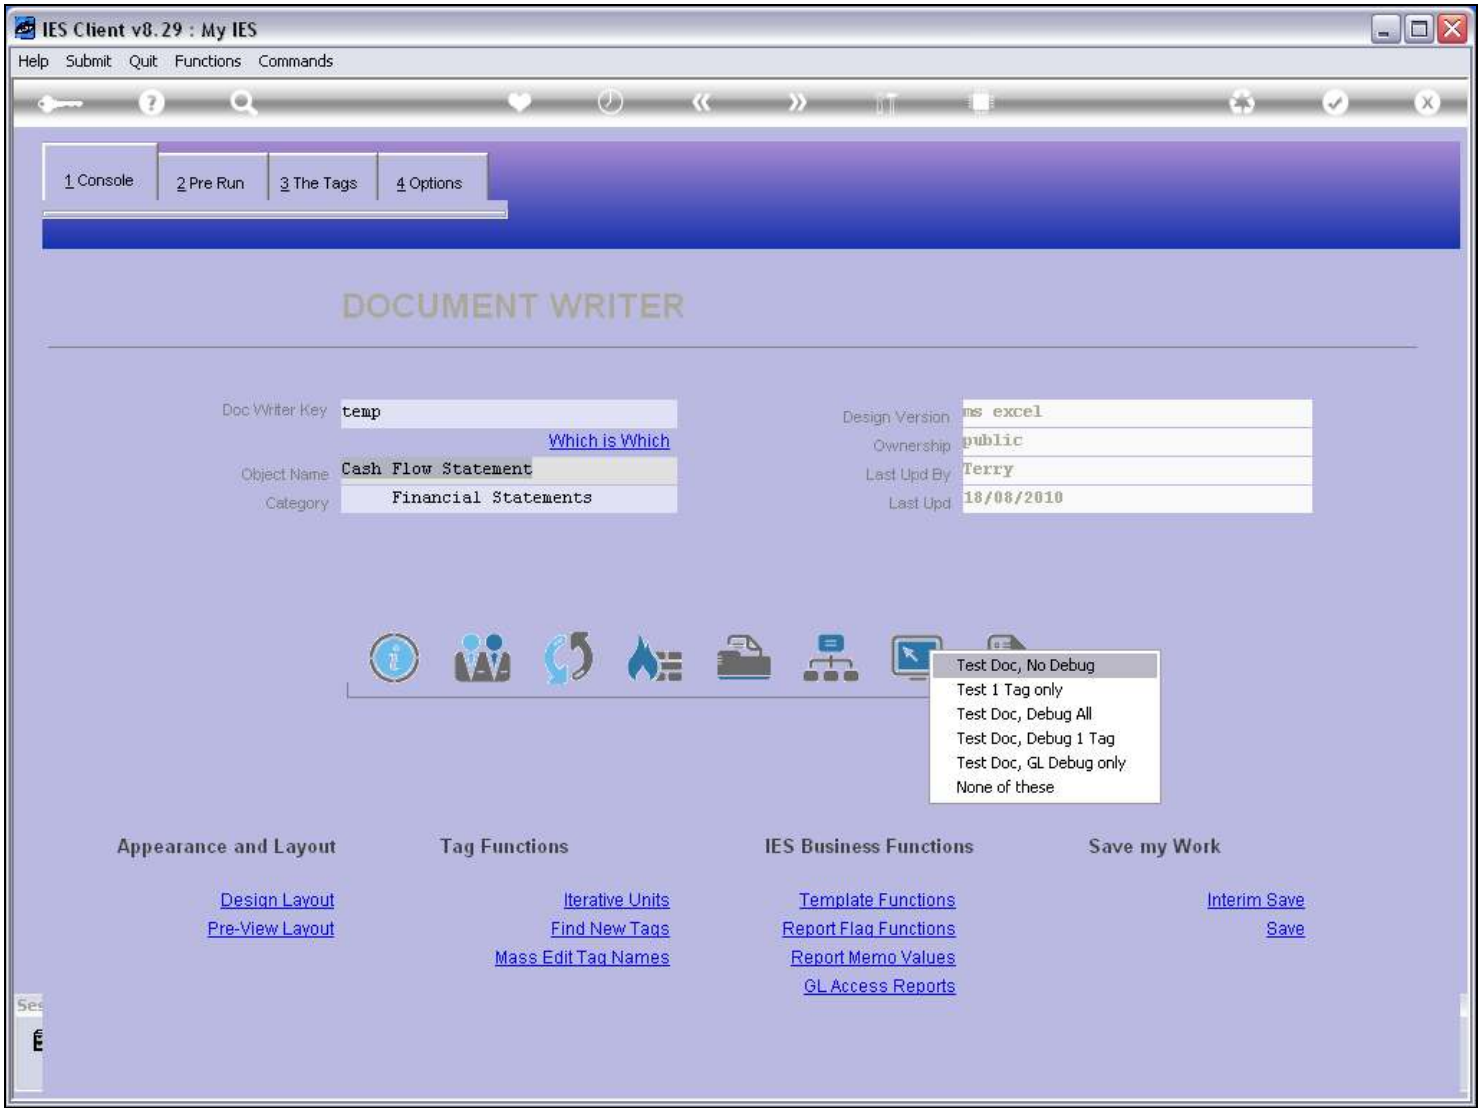 IES Client v8.29 : My IES
Help Submit Quit Functions Commands
1 Console 2 Pre Run 3 The Tags 4 Options
DOCUMENT WRITER
Doc Writer Key temp
Which is Which
Object Name Cash Flow Statement
Category Financial Statements
Design Version ms excel
Ownership public
Last Upd By Terry
Last Upd 18/08/2010
Test Doc, No Debug
Test 1 Tag only
Test Doc, Debug All
Test Doc, Debug 1 Tag
Test Doc, GL Debug only
None of these
Appearance and Layout
Design Layout
Pre-View Layout
Tag Functions
Iterative Units
Find New Tags
Mass Edit Tag Names
IES Business Functions
Template Functions
Report Flag Functions
Report Memo Values
GL Access Reports
Save my Work
Interim Save
Save